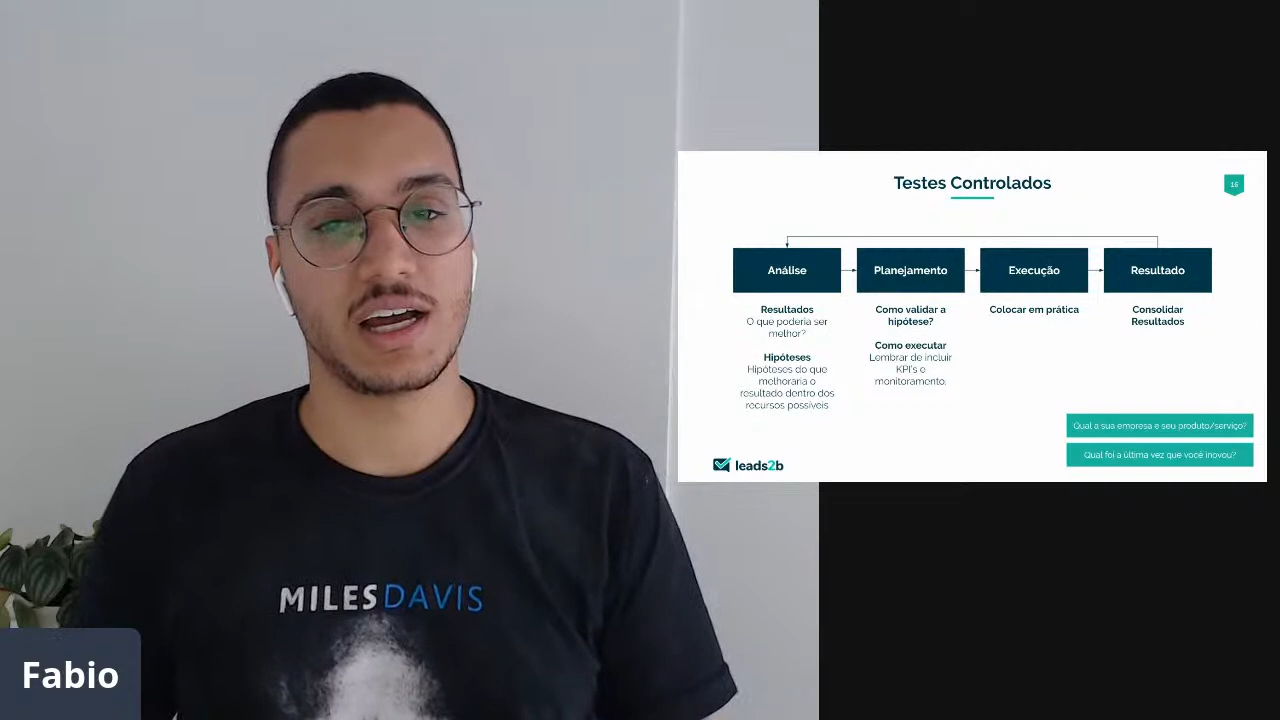 Testes Controlados
16
Análise
Planejamento
Execução
Resultado
Resultados
O que poderia ser
melhor?
Hipóteses
Hipóteses do que
melhoraria o
resultado dentro dos
recursos possíveis
Como validar a
hipótese?
Como executar
Lembrar de incluir
KPI's e
monitoramento.
Colocar em prática
Consolidar
Resultados
Qual a sua empresa e seu produto/serviço?
Qual foi a última vez que você inovou?
leads2b
MILESDAVIS
Fabio